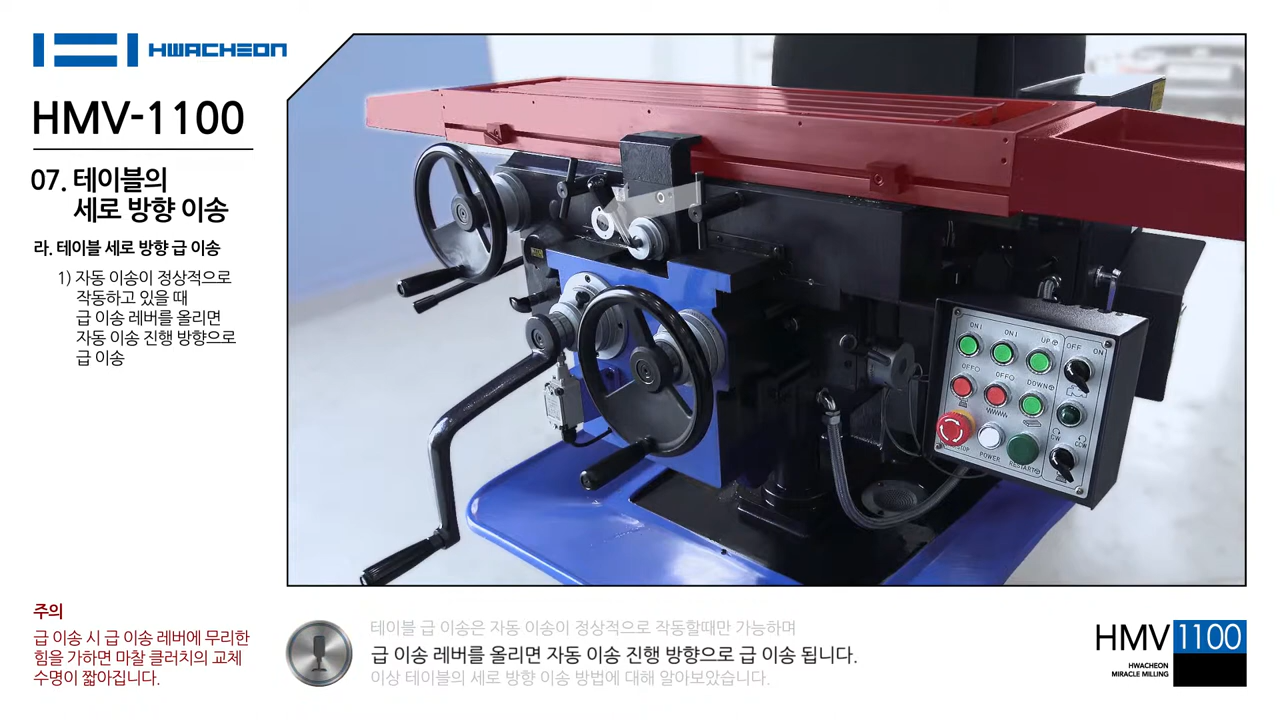 HWACHEON
HMV-1100
07. 테이블의
세로 방향 이송
라. 테이블 세로 방향 급 이송
1) 자동 이송이 정상적으로
작동하고 있을 때
급 이송 레버를 올리면
자동 이송 진행 방향으로
급 이송
ON I
ON I
UP
OFF
ON
OFF
OFF
DOWN
CW
CCW
STOP
POWER
RESTART
주의
급 이송 시 급 이송 레버에 무리한
힘을 가하면 마찰 클러치의 교체
수명이 짧아집니다.
테이블 급 이송은 자동 이송이 정상적으로 작동할때만 가능하며
급 이송 레버를 올리면 자동 이송 진행 방향으로 급 이송 됩니다.
이상 테이블의 세로 방향 이송 방법에 대해 알아보았습니다.
HMV 1100
HWACHEON
MIRACLE MILLING